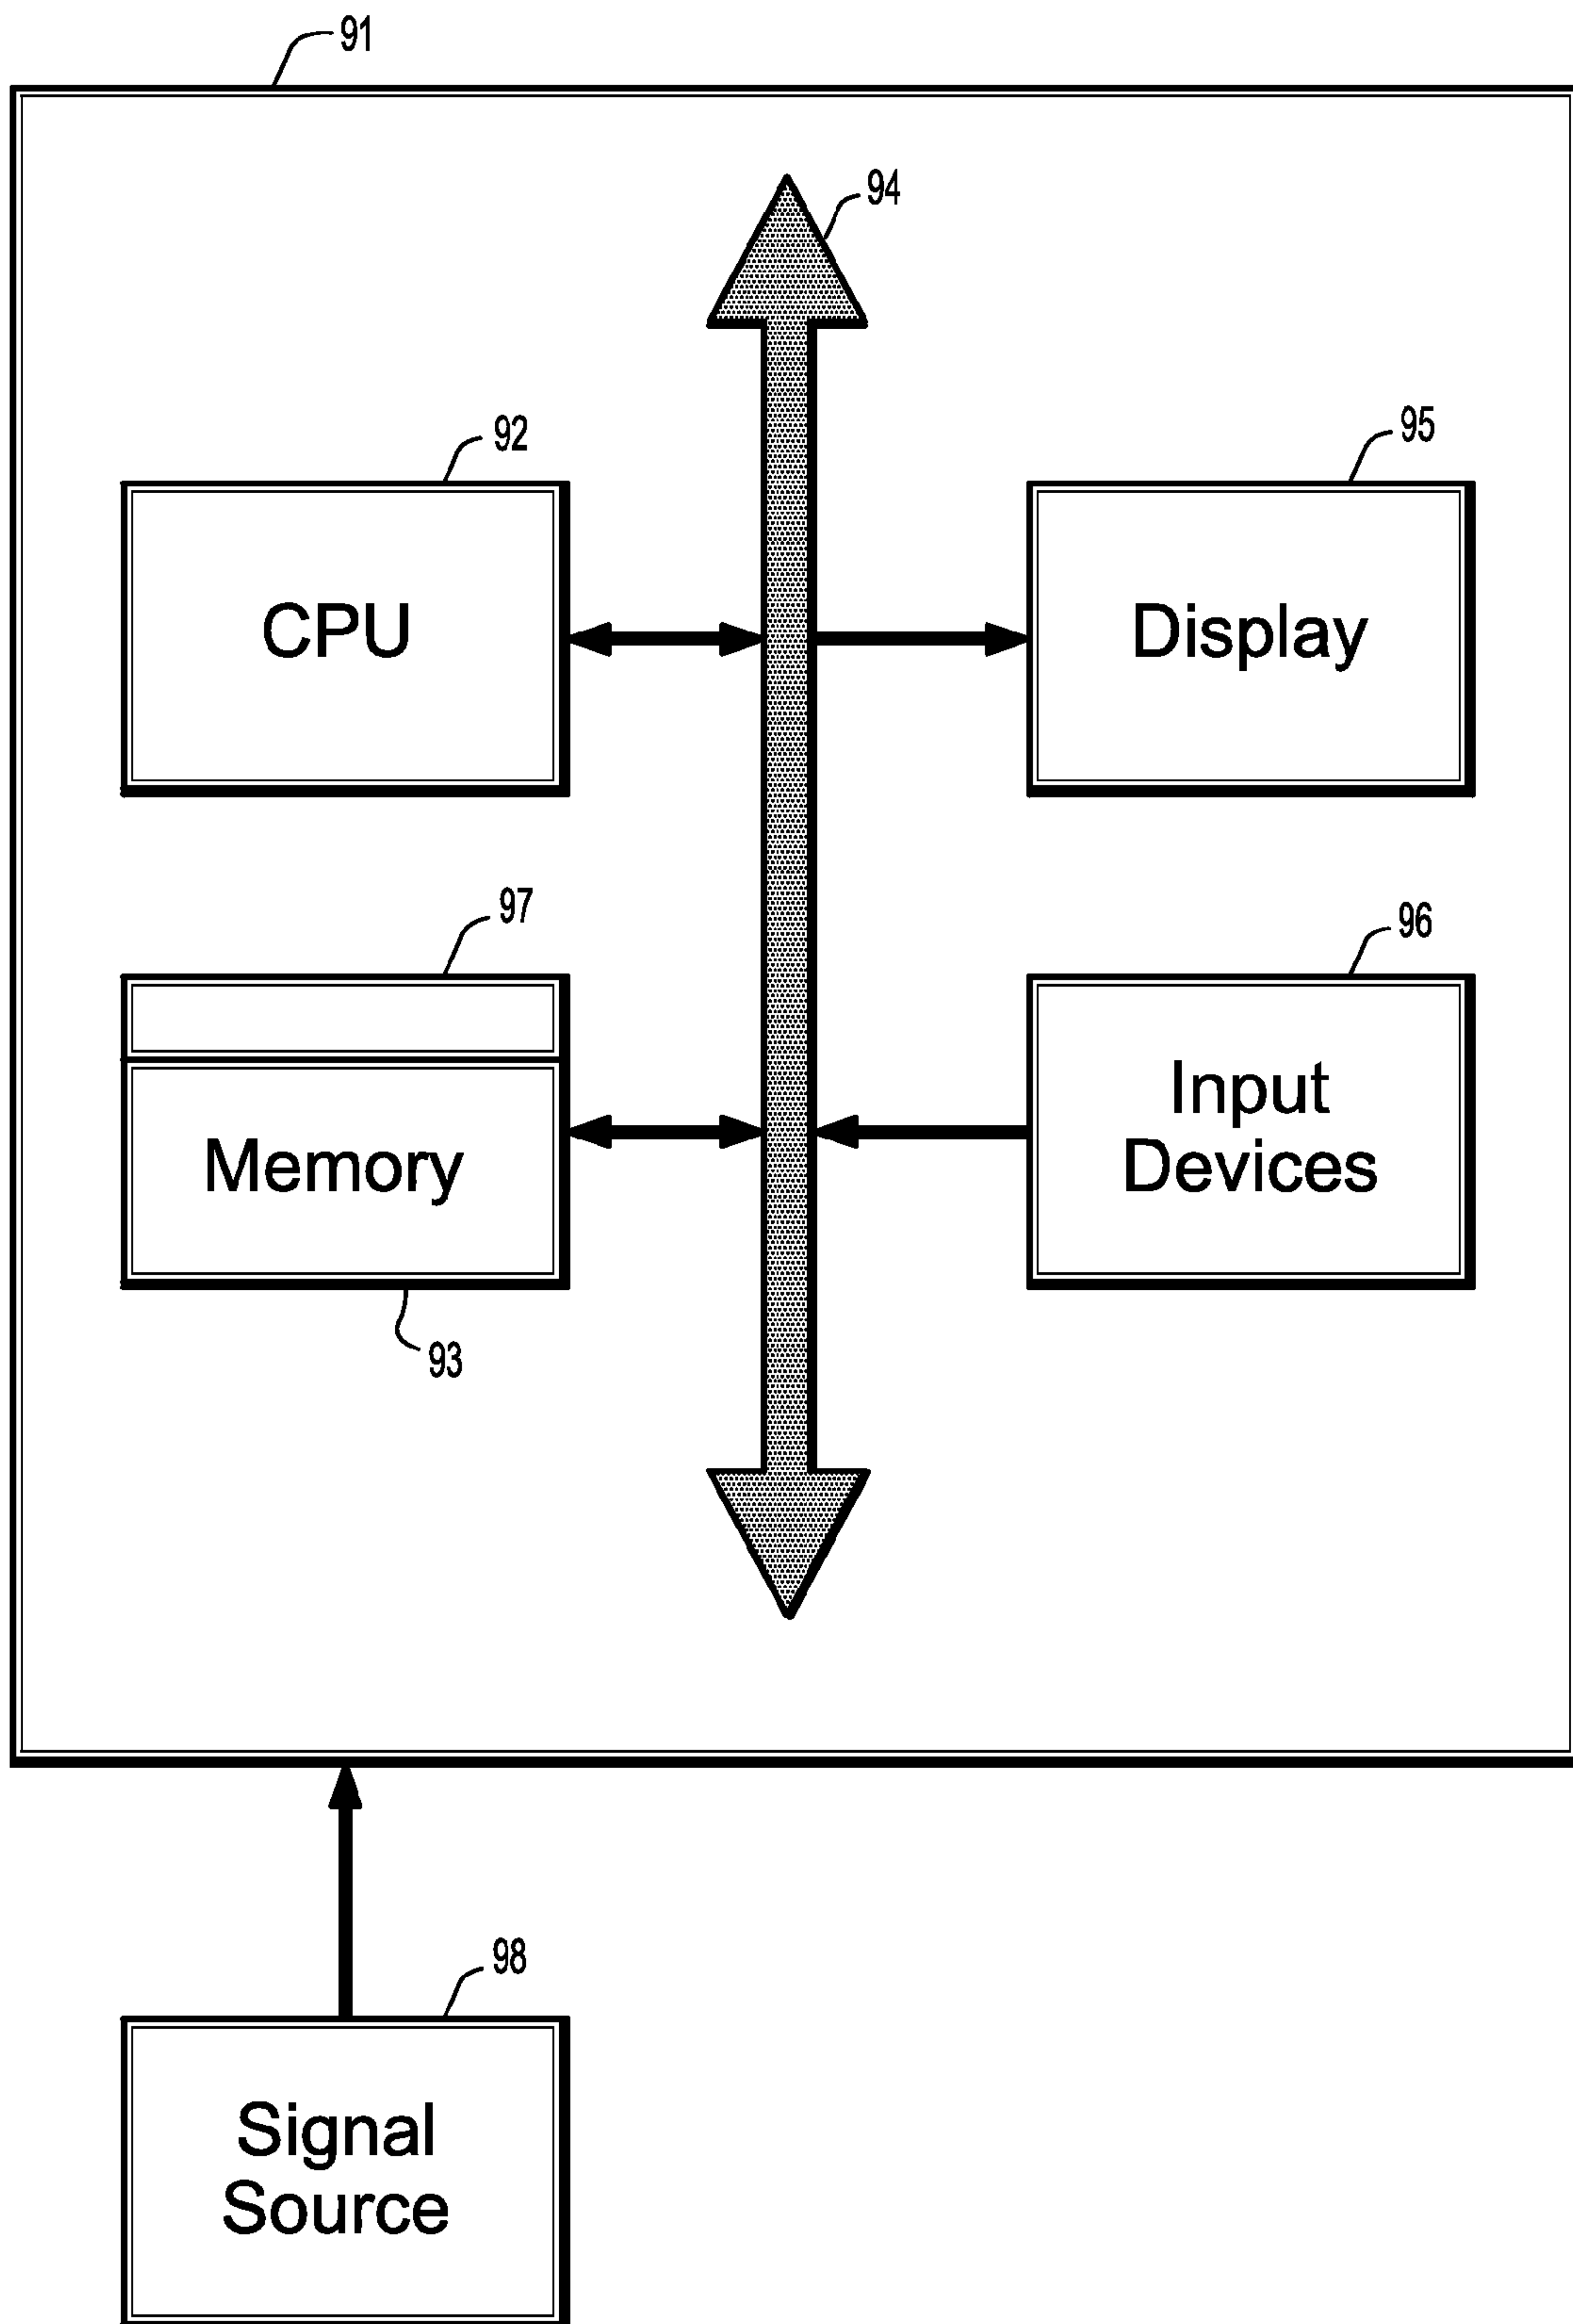 91
94
92
95
CPU
Display
97
96
Input
Devices
Memory
93
98
Signal
Source